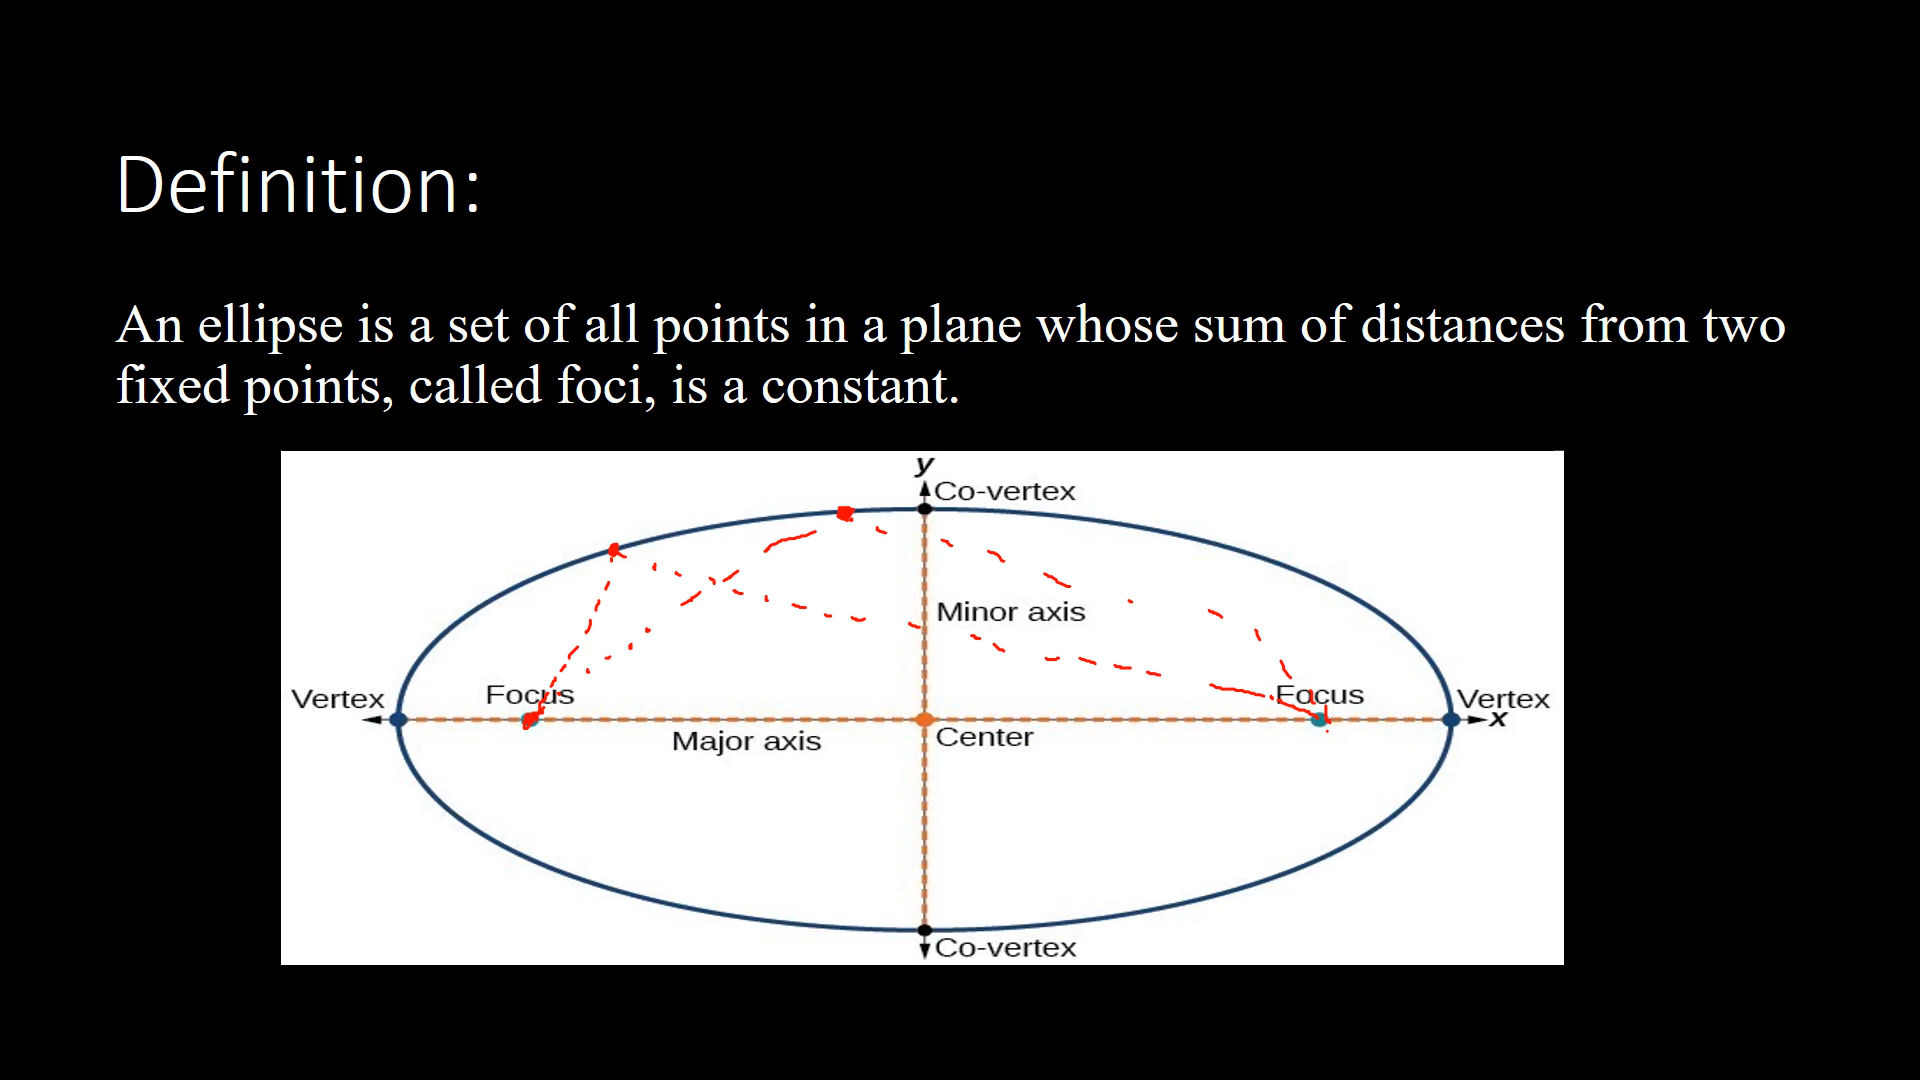 Definition:
An ellipse is a set of all points in a plane whose sum of distances from two
fixed points, called foci, is a constant.
y
Co-vertex
Minor axis
Vertex
Focus
Focus
Vertex
x
Major axis
Center
Co-vertex